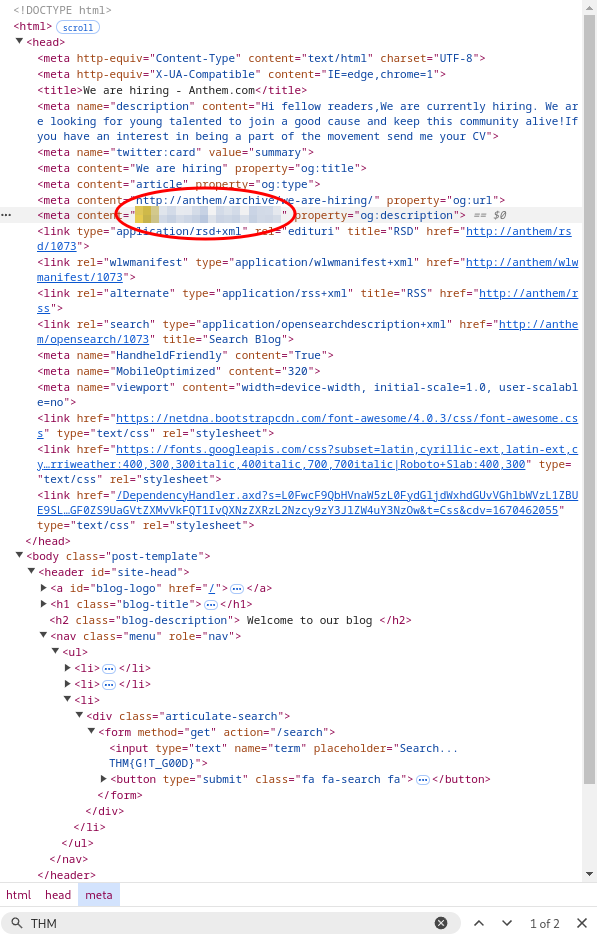 <!DOCTYPE html>
<html> scroll
<head>
<meta http-equiv="Content-Type" content="text/html" charset="UTF-8">
<meta http-equiv="X-UA-Compatible" content="IE=edge,chrome=1">
<title>We are hiring - Anthem.com</title>
<meta name="description" content="Hi fellow readers,We are currently hiring. We ar
e looking for young talented to join a good cause and keep this community alive!If
you have an interest in being a part of the movement send me your CV">
<meta name="twitter:card" value="summary">
<meta content="We are hiring" property="og:title">
<meta content="article" property="og:type">
<meta content="http://anthem/archive/we-are-hiring/" property="og:url">
<meta content=" " property="og:description"> == $0
<link type="application/rsd+xml" rel="edituri" title="RSD" href="http://anthem/rs
d/1073">
<link rel="wlwmanifest" type="application/wlwmanifest+xml" href="http://anthem/wlw
manifest/1073">
<link rel="alternate" type="application/rss+xml" title="RSS" href="http://anthem/r
ss">
<link rel="search" type="application/opensearchdescription+xml" href="http://anthe
m/opensearch/1073" title="Search Blog">
<meta name="HandheldFriendly" content="True">
<meta name="MobileOptimized" content="320">
<meta name="viewport" content="width=device-width, initial-scale=1.0, user-scalabl
e=no">
<link href="https://netdna.bootstrapcdn.com/font-awesome/4.0.3/css/font-awesome.cs
s" type="text/css" rel="stylesheet">
<link href="https://fonts.googleapis.com/css?subset=latin,cyrillic-ext,latin-ext,c
y…rriweather:400,300,300italic,400italic,700,700italic|Roboto+Slab:400,300" type=
"text/css" rel="stylesheet">
<link href="/DependencyHandler.axd?s=L0FwcF9QbHVnaW5zL0FydGljdWxhdGUvVGhlbWVzL1ZBU
E9SL…GF0ZS9UaGVtZXMvVkFQT1IvQXNzZXRzL2Nzcy9zY3J1ZW4uY3NzOw&t=Css&cdv=1670462055"
type="text/css" rel="stylesheet">
</head>
<body class="post-template">
<header id="site-head">
<a id="blog-logo" href="/">…</a>
<h1 class="blog-title">…</h1>
<h2 class="blog-description"> Welcome to our blog </h2>
<nav class="menu" role="nav">
<ul>
<li>…</li>
<li>…</li>
<li>
<div class="articulate-search">
<form method="get" action="/search">
<input type="text" name="term" placeholder="Search...
THM{G!T_G00D}">
<button type="submit" class="fa fa-search fa">…</button>
</form>
</div>
</li>
</ul>
</nav>
</header>
html head meta
THM 1 of 2